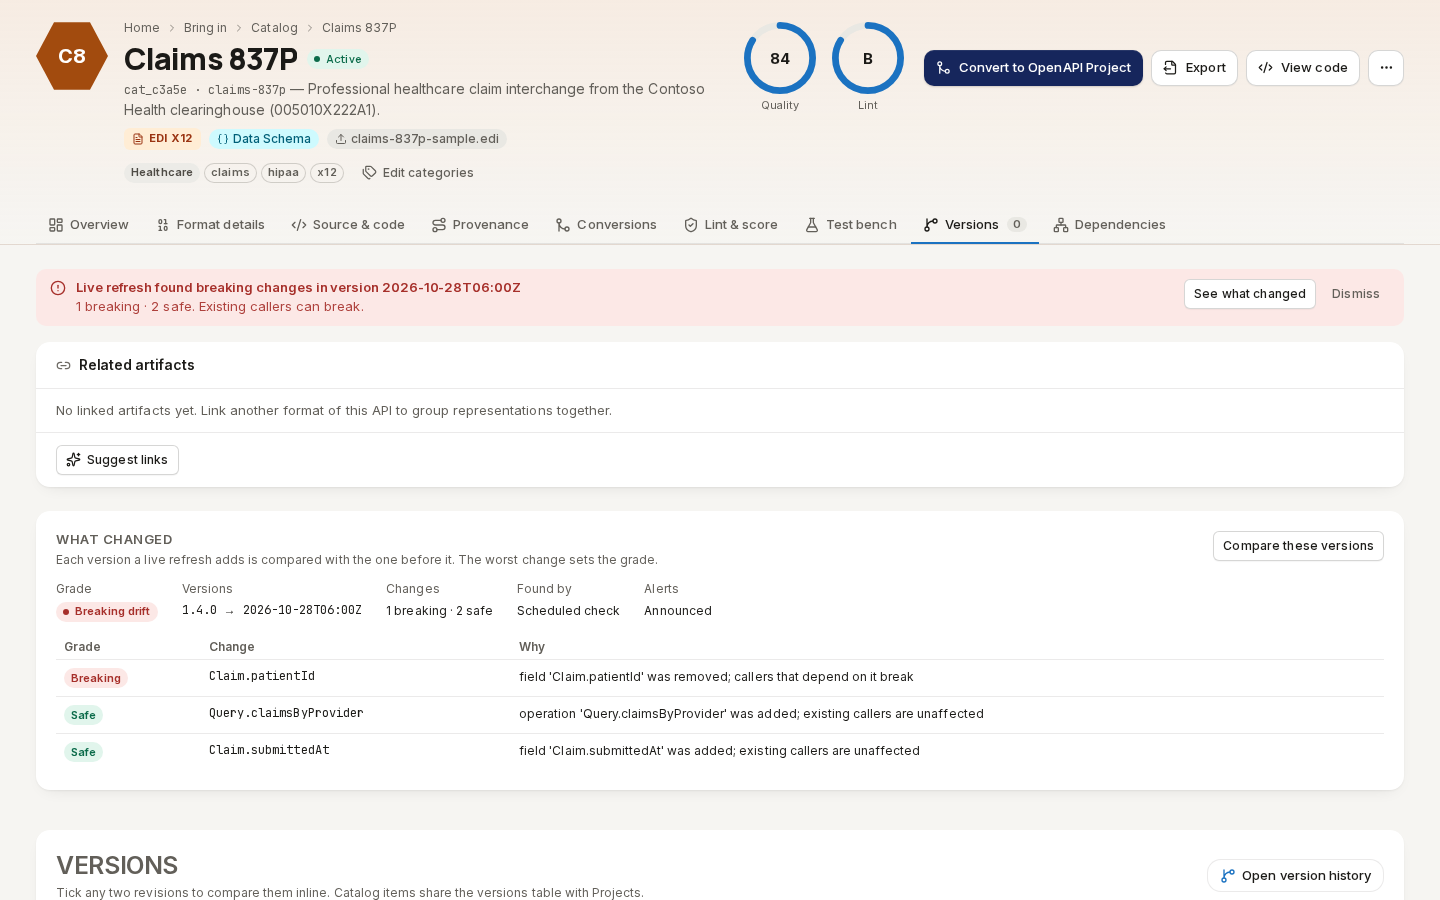 C8
Home > Bring in > Catalog > Claims 837P
Claims 837P
Active
cat_c3a5e · claims-837p — Professional healthcare claim interchange from the Contoso
Health clearinghouse (005010X222A1).
EDI X12
{} Data Schema
claims-837p-sample.edi
Healthcare
claims
hipaa
x12
Edit categories
84
Quality
B
Lint
Convert to OpenAPI Project
Export
View code
Overview
Format details
Source & code
Provenance
Conversions
Lint & score
Test bench
Versions 0
Dependencies
Live refresh found breaking changes in version 2026-10-28T06:00Z
1 breaking · 2 safe. Existing callers can break.
See what changed
Dismiss
Related artifacts
No linked artifacts yet. Link another format of this API to group representations together.
Suggest links
WHAT CHANGED
Each version a live refresh adds is compared with the one before it. The worst change sets the grade.
Compare these versions
Grade Versions Changes Found by Alerts
Breaking drift 1.4.0 → 2026-10-28T06:00Z 1 breaking · 2 safe Scheduled check Announced
Grade Change Why
Breaking Claim.patientId field 'Claim.patientId' was removed; callers that depend on it break
Safe Query.claimsByProvider operation 'Query.claimsByProvider' was added; existing callers are unaffected
Safe Claim.submittedAt field 'Claim.submittedAt' was added; existing callers are unaffected
VERSIONS
Tick any two revisions to compare them inline. Catalog items share the versions table with Projects.
Open version history